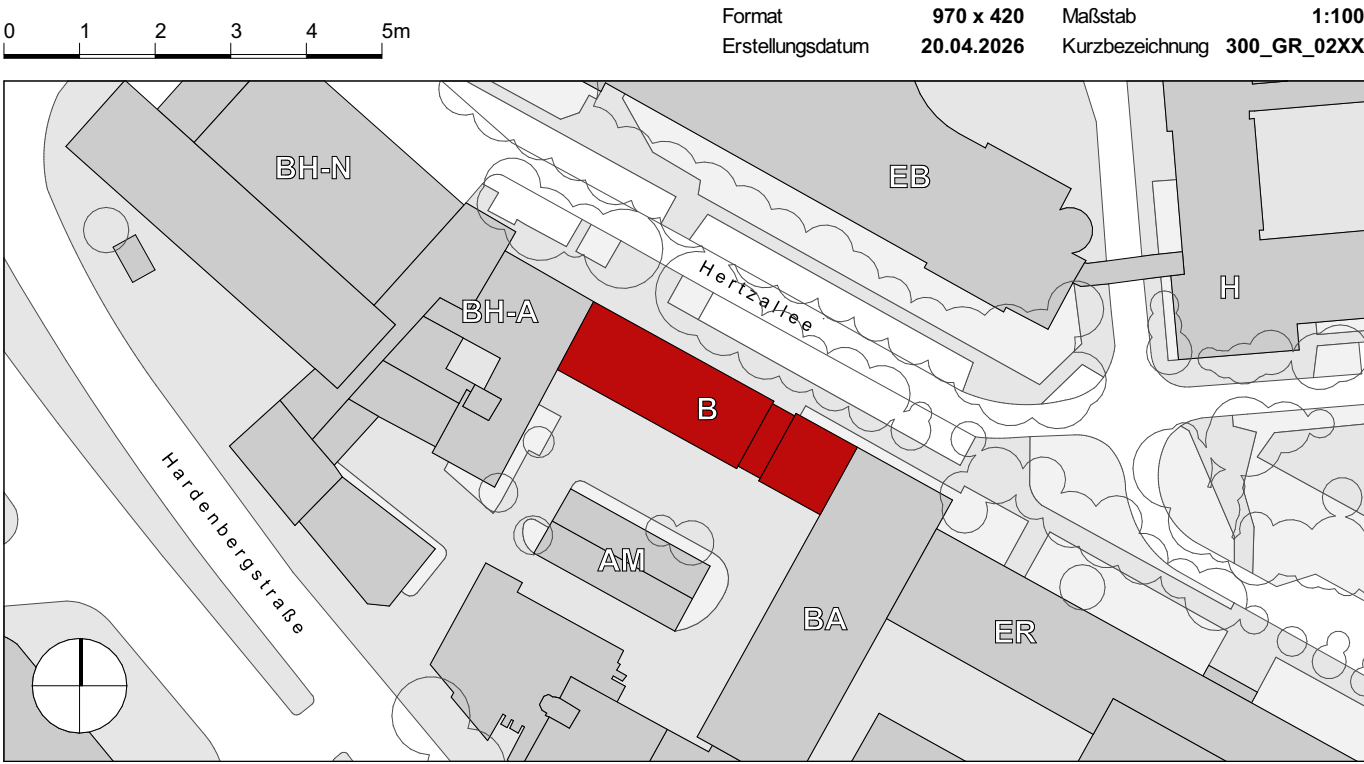 Format 970 x 420 Maßstab 1:100
Erstellungsdatum 20.04.2026 Kurzbezeichnung 300_GR_02XX
0 1 2 3 4 5m
BH-N
EB
Hertzallee
H
BH-A
B
Hardenbergstraße
AM
BA
ER